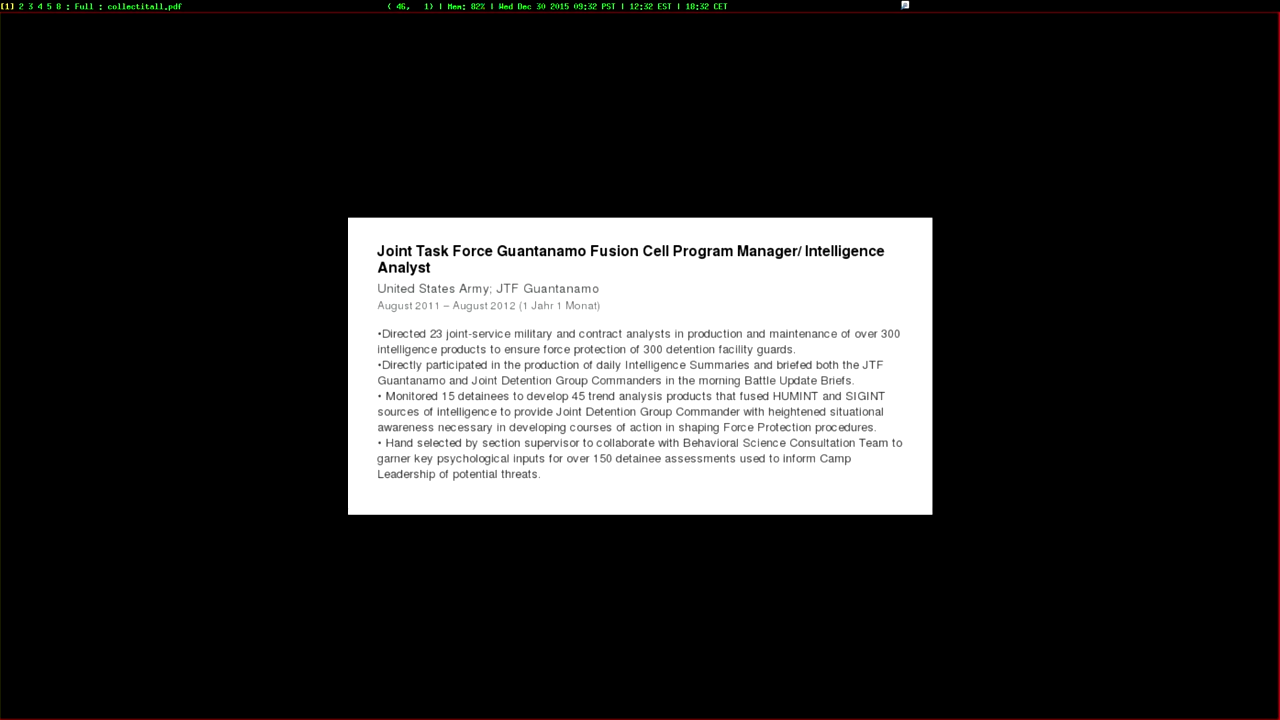 [1] 2 3 4 5 8 : Full : collectitall.pdf ( 46, 1) | Mem: 82% | Wed Dec 30 2015 09:32 PST | 12:32 EST | 18:32 CET
Joint Task Force Guantanamo Fusion Cell Program Manager/ Intelligence
Analyst
United States Army; JTF Guantanamo
August 2011 – August 2012 (1 Jahr 1 Monat)
•Directed 23 joint-service military and contract analysts in production and maintenance of over 300
intelligence products to ensure force protection of 300 detention facility guards.
•Directly participated in the production of daily Intelligence Summaries and briefed both the JTF
Guantanamo and Joint Detention Group Commanders in the morning Battle Update Briefs.
• Monitored 15 detainees to develop 45 trend analysis products that fused HUMINT and SIGINT
sources of intelligence to provide Joint Detention Group Commander with heightened situational
awareness necessary in developing courses of action in shaping Force Protection procedures.
• Hand selected by section supervisor to collaborate with Behavioral Science Consultation Team to
garner key psychological inputs for over 150 detainee assessments used to inform Camp
Leadership of potential threats.